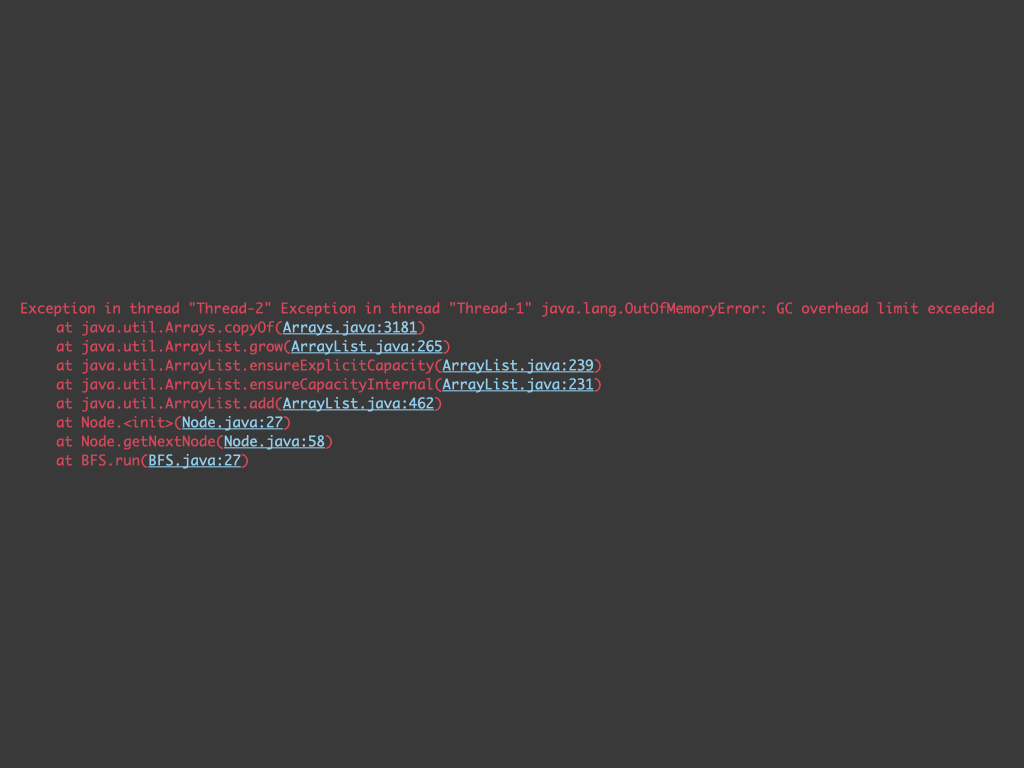 Exception in thread "Thread-2" Exception in thread "Thread-1" java.lang.OutOfMemoryError: GC overhead limit exceeded
at java.util.Arrays.copyOf(Arrays.java:3181)
at java.util.ArrayList.grow(ArrayList.java:265)
at java.util.ArrayList.ensureExplicitCapacity(ArrayList.java:239)
at java.util.ArrayList.ensureCapacityInternal(ArrayList.java:231)
at java.util.ArrayList.add(ArrayList.java:462)
at Node.<init>(Node.java:27)
at Node.getNextNode(Node.java:58)
at BFS.run(BFS.java:27)